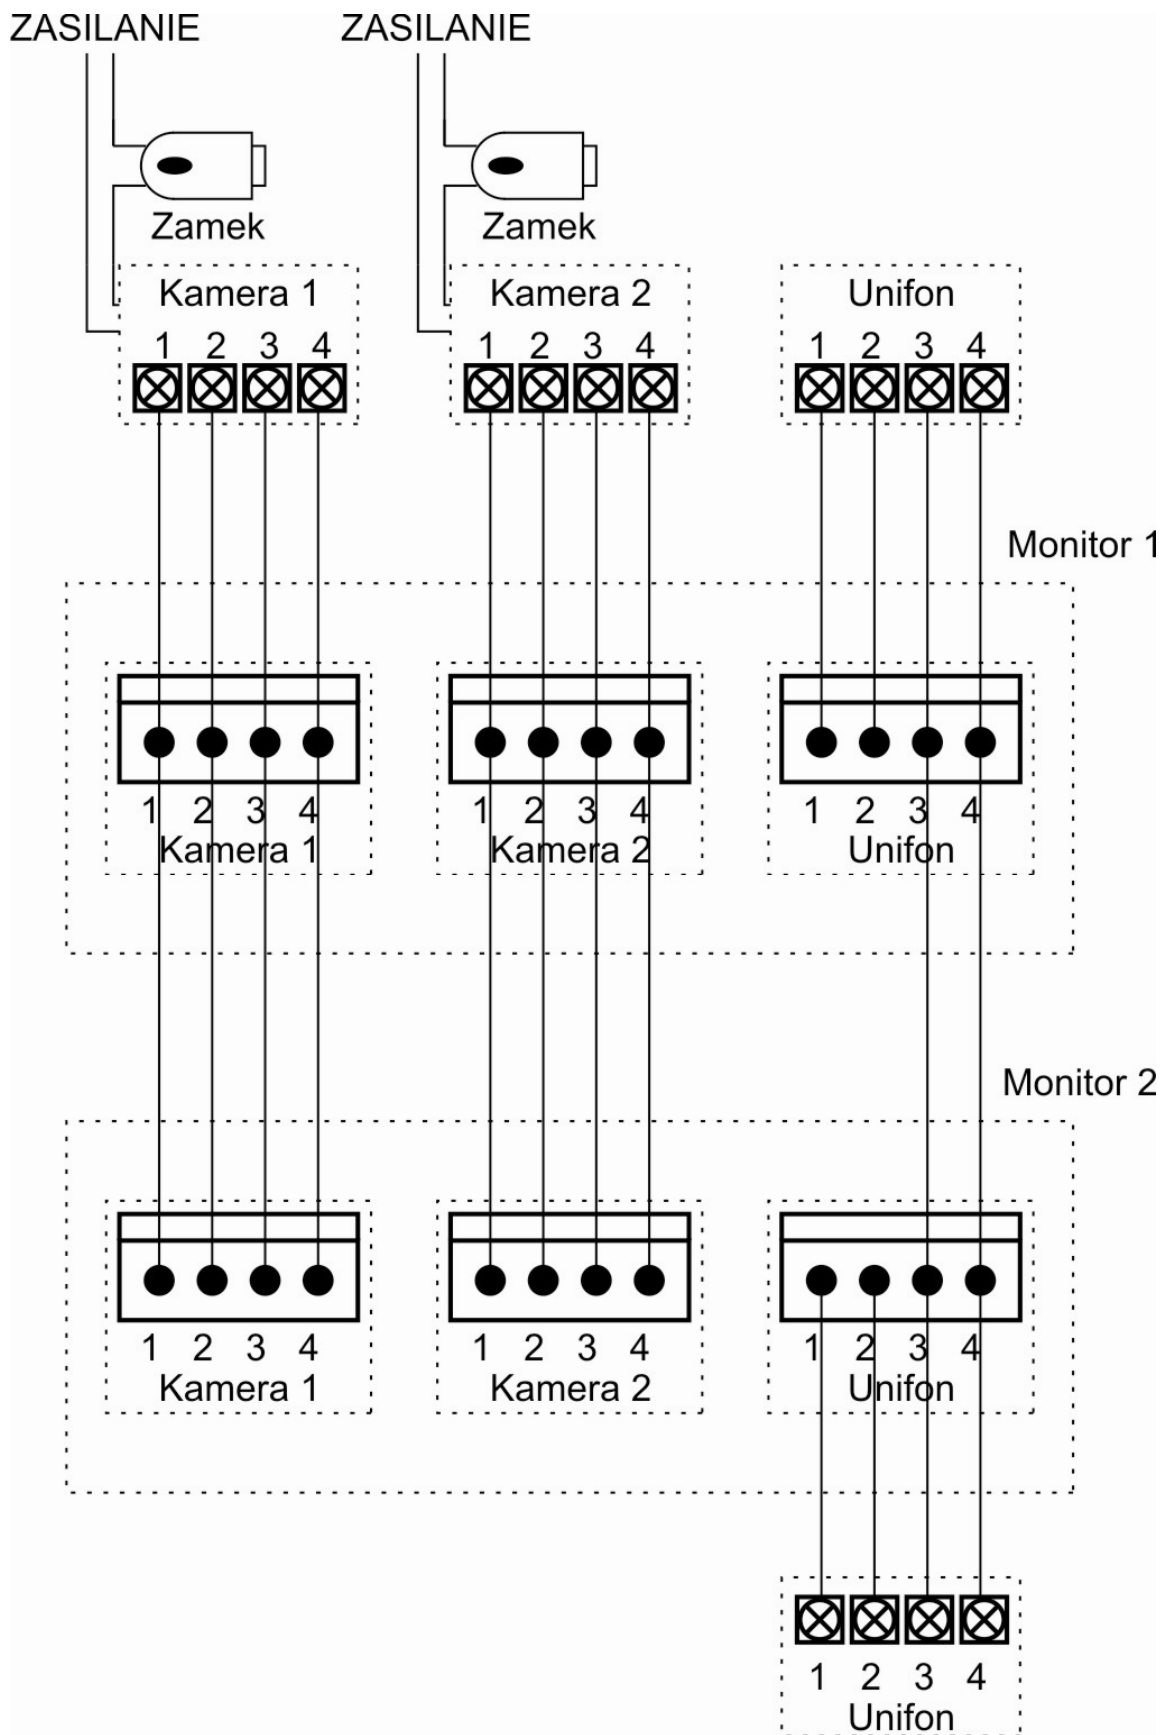 ZASILANIE ZASILANIE
Zamek Zamek
Kamera 1 Kamera 2 Unifon
1 2 3 4 1 2 3 4 1 2 3 4
Monitor 1
1 2 3 4 1 2 3 4 1 2 3 4
Kamera 1 Kamera 2 Unifon
Monitor 2
1 2 3 4 1 2 3 4 1 2 3 4
Kamera 1 Kamera 2 Unifon
1 2 3 4
Unifon